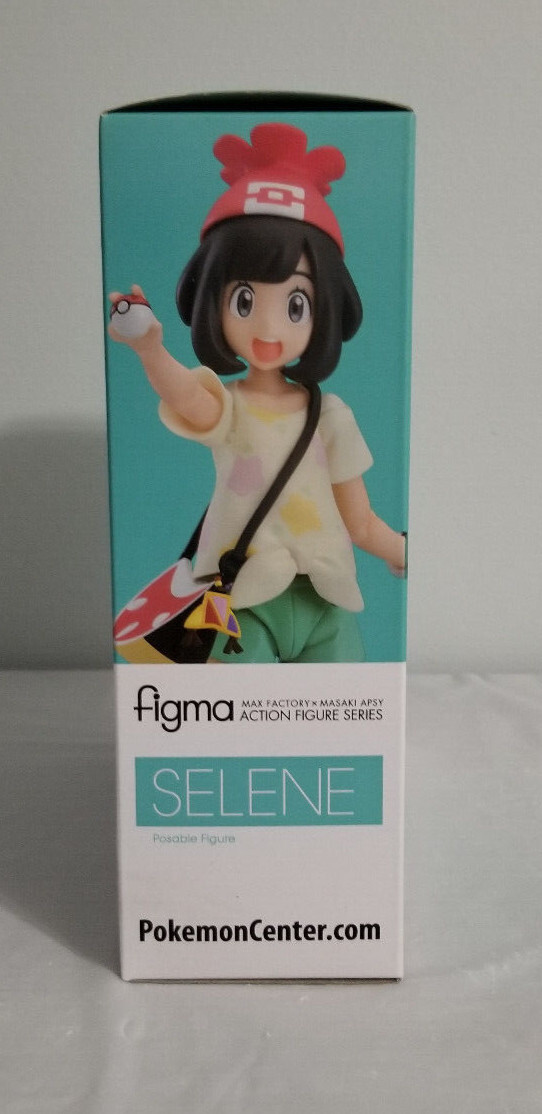 figma
MAX FACTORY × MASAKI APSY
ACTION FIGURE SERIES
SELENE
Posable Figure
PokemonCenter.com